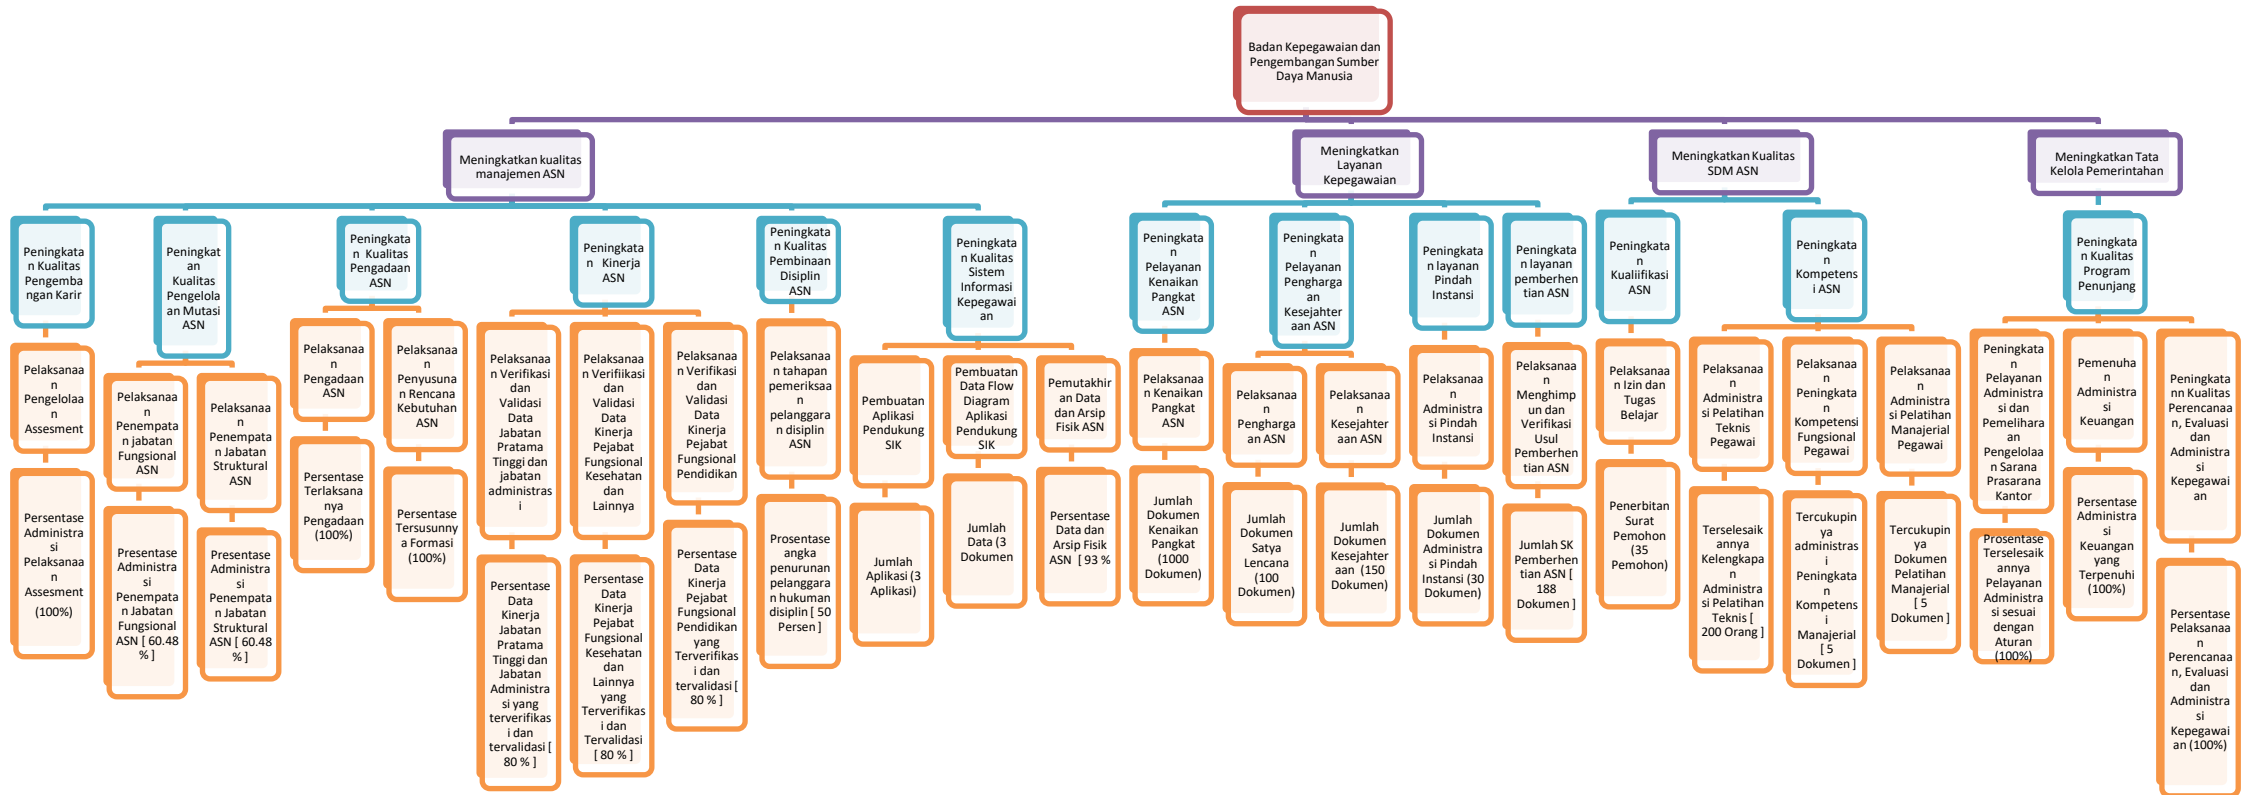 Badan Kepegawaian dan
Pengembangan Sumber
Daya Manusia
Meningkatkan kualitas
manajemen ASN
Meningkatkan
Layanan
Kepegawaian
Meningkatkan Kualitas
SDM ASN
Meningkatkan Tata
Kelola Pemerintahan
Peningkata
n Kualitas
Pengemba
ngan Karir
Peningkat
an
Kualitas
Pengelola
an Mutasi
ASN
Peningkata
n Kualitas
Pengadaan
ASN
Peningkata
n Kinerja
ASN
Peningkata
n Kualitas
Pembinaan
Disiplin
ASN
Peningkata
n Kualitas
Sistem
Informasi
Kepegawai
an
Peningkata
n
Pelayanan
Kenaikan
Pangkat
ASN
Peningkata
n
Pelayanan
Pengharga
an
Kesejahter
aan ASN
Peningkata
n layanan
Pindah
Instansi
Peningkata
n layanan
pemberhen
tian ASN
Peningkata
n
Kualiifikasi
ASN
Peningkata
n
Kompetens
i ASN
Peningkata
n Kualitas
Program
Penunjang
Pelaksanaa
n
Pengelolaa
n
Assesment
Pelaksanaa
n
Penempata
n jabatan
Fungsional
ASN
Pelaksanaa
n
Penempata
n Jabatan
Struktural
ASN
Pelaksanaa
n
Pengadaan
ASN
Pelaksanaa
n
Penyusuna
n Rencana
Kebutuhan
ASN
Pelaksanaa
n Verifikasi
dan
Validasi
Data
Jabatan
Pratama
Tinggi dan
jabatan
administras
i
Pelaksanaa
n Verifiikasi
dan
Validasi
Data
Kinerja
Pejabat
Fungsional
Kesehatan
dan
Lainnya
Pelaksanaa
n Verifikasi
dan
Validasi
Data
Kinerja
Pejabat
Fungsional
Pendidikan
Pelaksanaa
n tahapan
pemeriksaa
n
pelanggara
n disiplin
ASN
Pembuatan
Aplikasi
Pendukung
SIK
Pembuatan
Data Flow
Diagram
Aplikasi
Pendukung
SIK
Pemutakhir
an Data
dan Arsip
Fisik ASN
Pelaksanaa
n Kenaikan
Pangkat
ASN
Pelaksanaa
n
Pengharga
an ASN
Pelaksanaa
n
Kesejahter
aan ASN
Pelaksanaa
n
Administra
si Pindah
Instansi
Pelaksanaa
n
Menghimp
un dan
Verifikasi
Usul
Pemberhen
tian ASN
Pelaksanaa
n Izin dan
Tugas
Belajar
Pelaksanaa
n
Administra
si Pelatihan
Teknis
Pegawai
Pelaksanaa
n
Peningkata
n
Kompetensi
Fungsional
Pegawai
Pelaksanaa
n
Administra
si Pelatihan
Manajerial
Pegawai
Peningkata
n
Pelayanan
Administra
si dan
Pemelihara
an
Pengelolaa
n Sarana
Prasarana
Kantor
Pemenuha
n
Administra
si
Keuangan
Peningkata
nn Kualitas
Perencanaa
n, Evaluasi
dan
Administra
si
Kepegawai
an
Persentase
Administra
si
Pelaksanaa
n
Assesment
(100%)
Presentase
Administra
si
Penempata
n Jabatan
Fungsional
ASN [ 60.48
% ]
Presentase
Administra
si
Penempata
n Jabatan
Struktural
ASN [ 60.48
% ]
Persentase
Terlaksana
nya
Pengadaan
(100%)
Persentase
Tersusunny
a Formasi
(100%)
Persentase
Data
Kinerja
Jabatan
Pratama
Tinggi dan
Jabatan
Administra
si yang
terverifikas
i dan
tervalidasi [
80 % ]
Persentase
Data
Kinerja
Pejabat
Fungsional
Kesehatan
dan
Lainnya
yang
Terverifikas
i dan
Tervalidasi
[ 80 % ]
Persentase
Data
Kinerja
Pejabat
Fungsional
Pendidikan
yang
Terverifikas
i dan
tervalidasi [
80 % ]
Prosentase
angka
penurunan
pelanggara
n hukuman
disiplin [ 50
Persen ]
Jumlah
Aplikasi (3
Aplikasi)
Jumlah
Data (3
Dokumen
Persentase
Data dan
Arsip Fisik
ASN [ 93 %
Jumlah
Dokumen
Kenaikan
Pangkat
(1000
Dokumen)
Jumlah
Dokumen
Satya
Lencana
(100
Dokumen)
Jumlah
Dokumen
Kesejahter
aan (150
Dokumen)
Jumlah
Dokumen
Administra
si Pindah
Instansi (30
Dokumen)
Jumlah SK
Pemberhen
tian ASN [
188
Dokumen ]
Penerbitan
Surat
Pemohon
(35
Pemohon)
Terselesaik
annya
Kelengkapa
n
Administra
si Pelatihan
Teknis [
200 Orang ]
Tercukupin
ya
administras
i
Peningkata
n
Kompetens
i
Manajerial
[ 5
Dokumen ]
Tercukupin
ya
Dokumen
Pelatihan
Manajerial
[ 5
Dokumen ]
Prosentase
Terselesaik
annya
Pelayanan
Administra
si sesuai
dengan
Aturan
(100%)
Persentase
Administra
si
Keuangan
yang
Terpenuhi
(100%)
Persentase
Pelaksanaa
n
Perencanaa
n, Evaluasi
dan
Administra
si
Kepegawai
an (100%)